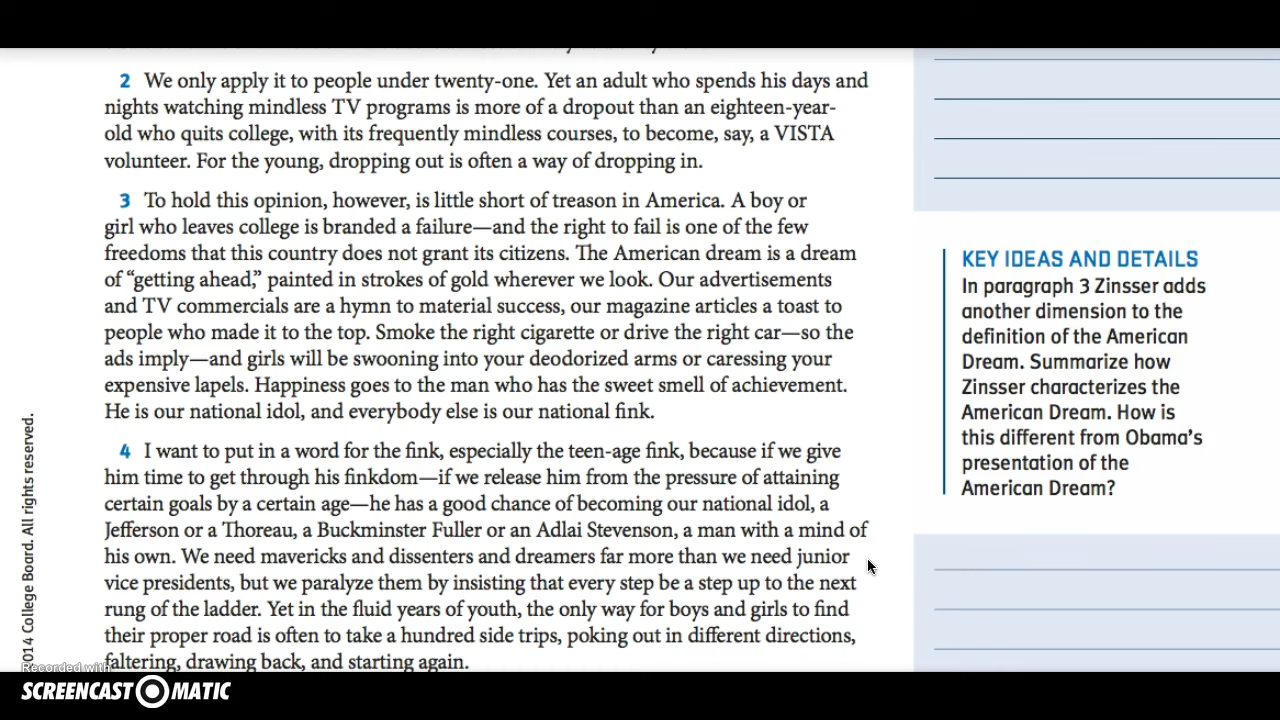 2 We only apply it to people under twenty-one. Yet an adult who spends his days and
nights watching mindless TV programs is more of a dropout than an eighteen-year-
old who quits college, with its frequently mindless courses, to become, say, a VISTA
volunteer. For the young, dropping out is often a way of dropping in.
3 To hold this opinion, however, is little short of treason in America. A boy or
girl who leaves college is branded a failure—and the right to fail is one of the few
freedoms that this country does not grant its citizens. The American dream is a dream
of “getting ahead,” painted in strokes of gold wherever we look. Our advertisements
and TV commercials are a hymn to material success, our magazine articles a toast to
people who made it to the top. Smoke the right cigarette or drive the right car—so the
ads imply—and girls will be swooning into your deodorized arms or caressing your
expensive lapels. Happiness goes to the man who has the sweet smell of achievement.
He is our national idol, and everybody else is our national fink.
4 I want to put in a word for the fink, especially the teen-age fink, because if we give
him time to get through his finkdom—if we release him from the pressure of attaining
certain goals by a certain age—he has a good chance of becoming our national idol, a
Jefferson or a Thoreau, a Buckminster Fuller or an Adlai Stevenson, a man with a mind of
his own. We need mavericks and dissenters and dreamers far more than we need junior
vice presidents, but we paralyze them by insisting that every step be a step up to the next
rung of the ladder. Yet in the fluid years of youth, the only way for boys and girls to find
their proper road is often to take a hundred side trips, poking out in different directions,
faltering, drawing back, and starting again.
KEY IDEAS AND DETAILS
In paragraph 3 Zinsser adds
another dimension to the
definition of the American
Dream. Summarize how
Zinsser characterizes the
American Dream. How is
this different from Obama’s
presentation of the
American Dream?
014 College Board. All rights reserved.
Recorded with
SCREENCAST O MATIC